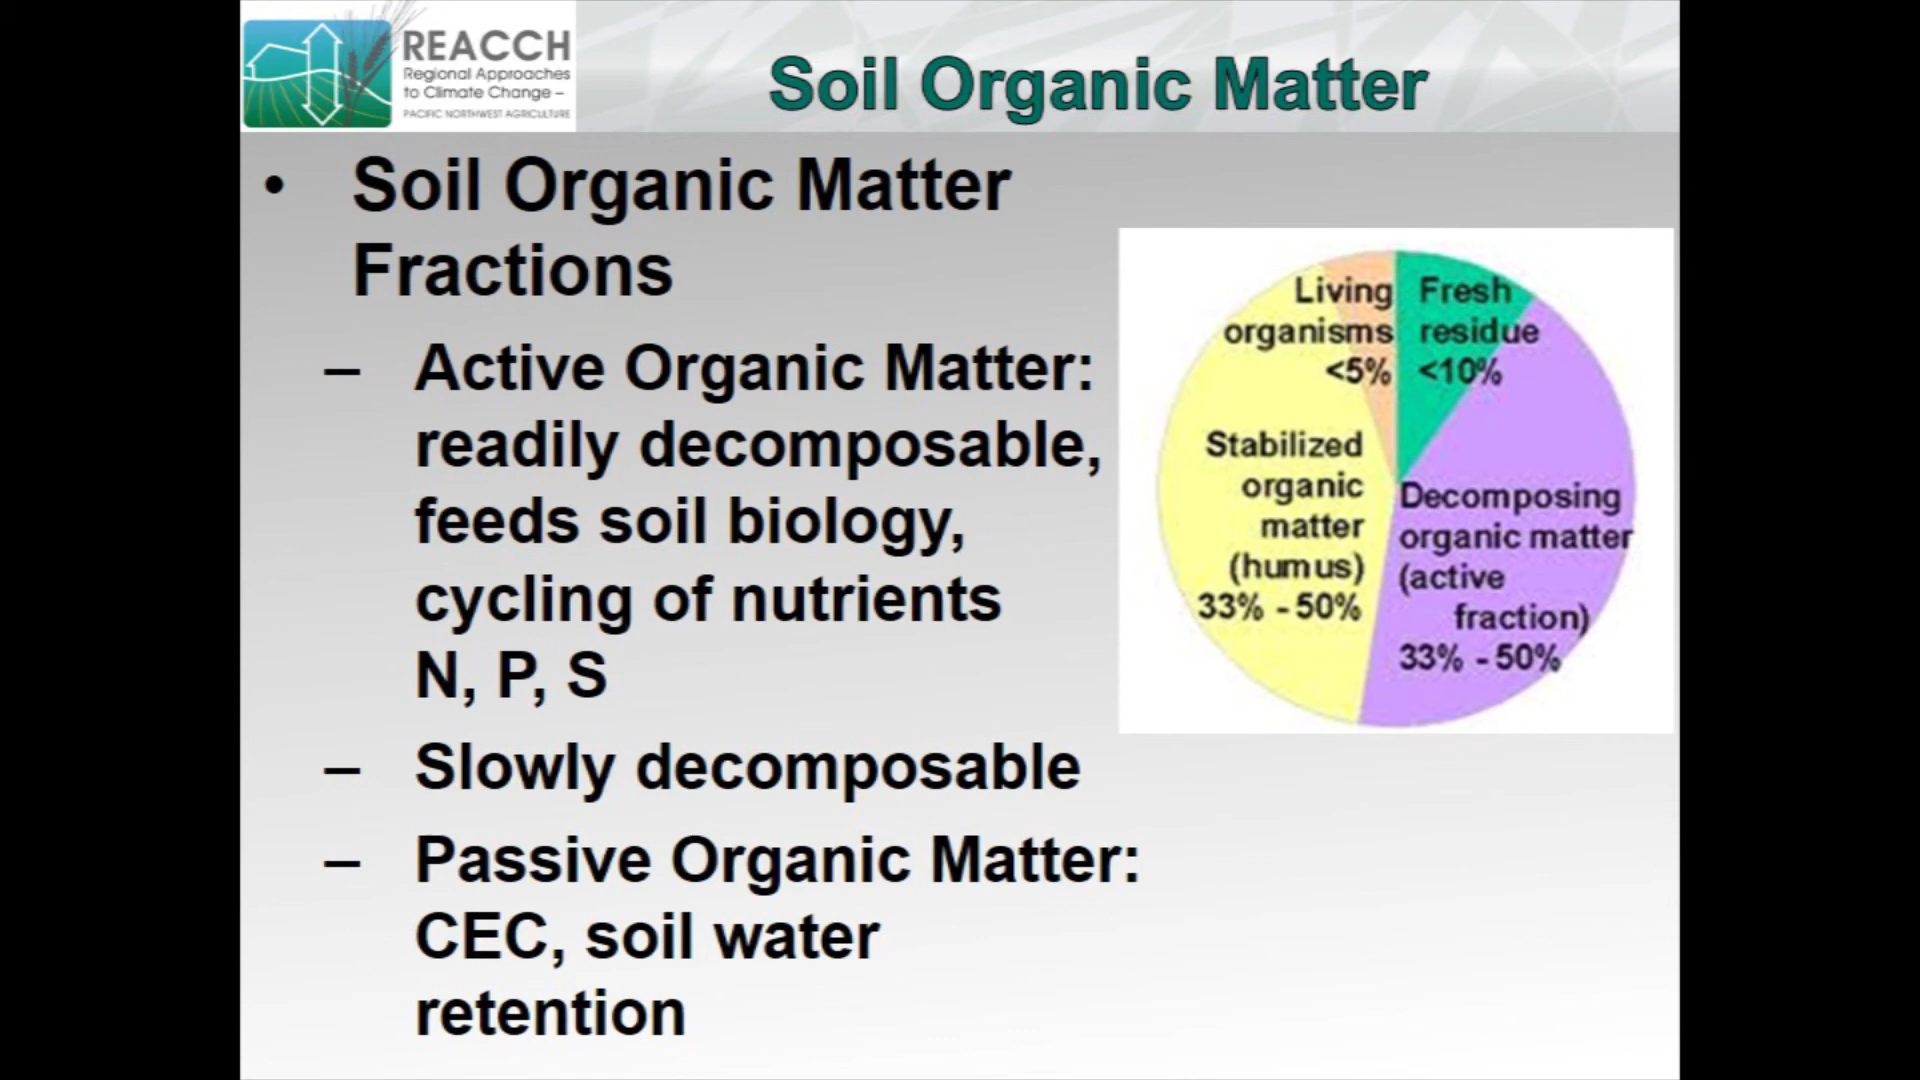 REACCH
Regional Approaches
to Climate Change –
PACIFIC NORTHWEST AGRICULTURE
Soil Organic Matter
• Soil Organic Matter
Fractions
– Active Organic Matter:
readily decomposable,
feeds soil biology,
cycling of nutrients
N, P, S
– Slowly decomposable
– Passive Organic Matter:
CEC, soil water
retention
Living
organisms
<5%
Fresh
residue
<10%
Stabilized
organic
matter
(humus)
33% - 50%
Decomposing
organic matter
(active
fraction)
33% - 50%